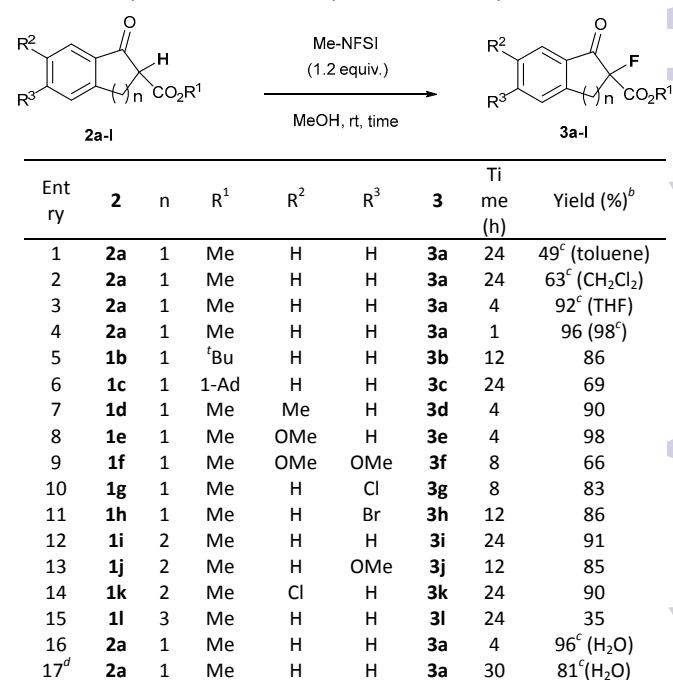 O
R²
H
R³
( )n
CO₂R¹
2a-l
Me-NFSI
(1.2 equiv.)
MeOH, rt, time
O
R²
F
R³
( )n
CO₂R¹
3a-l
Entry 2 n R¹ R² R³ 3 Time (h) Yield (%)ᵇ
1 2a 1 Me H H 3a 24 49ᶜ (toluene)
2 2a 1 Me H H 3a 24 63ᶜ (CH₂Cl₂)
3 2a 1 Me H H 3a 4 92ᶜ (THF)
4 2a 1 Me H H 3a 1 96 (98ᶜ)
5 1b 1 ᵗBu H H 3b 12 86
6 1c 1 1-Ad H H 3c 24 69
7 1d 1 Me Me H 3d 4 90
8 1e 1 Me OMe H 3e 4 98
9 1f 1 Me OMe OMe 3f 8 66
10 1g 1 Me H Cl 3g 8 83
11 1h 1 Me H Br 3h 12 86
12 1i 2 Me H H 3i 24 91
13 1j 2 Me H OMe 3j 12 85
14 1k 2 Me Cl H 3k 24 90
15 1l 3 Me H H 3l 24 35
16 2a 1 Me H H 3a 4 96ᶜ (H₂O)
17ᵈ 2a 1 Me H H 3a 30 81ᶜ(H₂O)